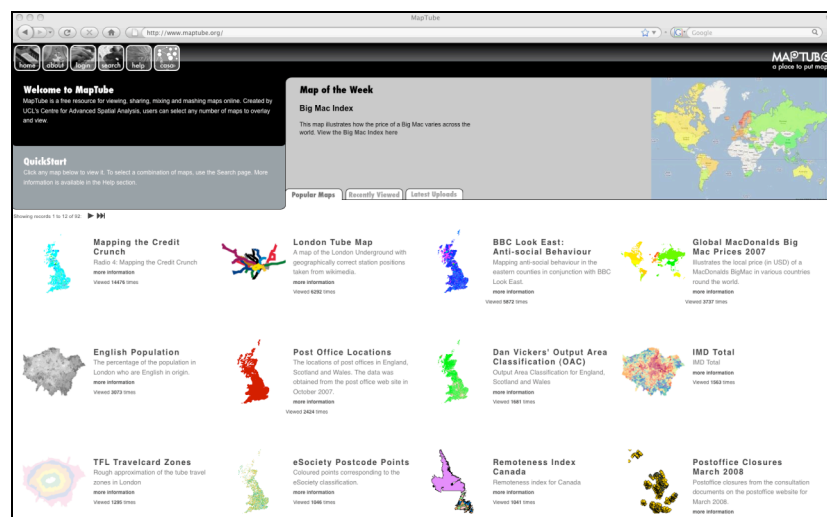 MapTube
http://www.maptube.org/
Google
home about login search help casa
MAPTUBE
a place to put maps
Welcome to MapTube
MapTube is a free resource for viewing, sharing, mixing and mashing maps online. Created by
UCL's Centre for Advanced Spatial Analysis, users can select any number of maps to overlay
and view.
QuickStart
Click any map below to view it. To select a combination of maps, use the Search page. More
information is available in the Help section.
Map of the Week
Big Mac Index
This map illustrates how the price of a Big Mac varies across the
world. View the Big Mac Index here
Popular Maps Recently Viewed Latest Uploads
Showing records 1 to 12 of 92
Mapping the Credit
Crunch
Radio 4: Mapping the Credit Crunch
more information
Viewed 14475 times
London Tube Map
A map of the London Underground with
geographically correct station positions
taken from wikimedia.
more information
Viewed 6292 times
BBC Look East:
Anti-social Behaviour
Mapping anti-social behaviour in the
eastern counties in conjunction with BBC
Look East.
more information
Viewed 5872 times
Global MacDonalds Big
Mac Prices 2007
Illustrates the local price (in USD) of a
MacDonalds BigMac in various countries
round the world.
more information
Viewed 3737 times
English Population
The percentage of the population in
London who are English in origin.
more information
Viewed 3073 times
Post Office Locations
The locations of post offices in England,
Scotland and Wales. The data was
obtained from the post office web site in
October 2007.
more information
Viewed 2424 times
Dan Vickers' Output Area
Classification (OAC)
Output Area Classification for England,
Scotland and Wales
more information
Viewed 1681 times
IMD Total
IMD Total
more information
Viewed 1563 times
TFL Travelcard Zones
Rough approximation of the tube travel
zones in London
more information
Viewed 1295 times
eSociety Postcode Points
Coloured points corresponding to the
eSociety classification.
more information
Viewed 1046 times
Remoteness Index
Canada
Remoteness index for Canada
more information
Viewed 1041 times
Postoffice Closures
March 2008
Postoffice closures from the consultation
documents on the postoffice website for
March 2008.
more information